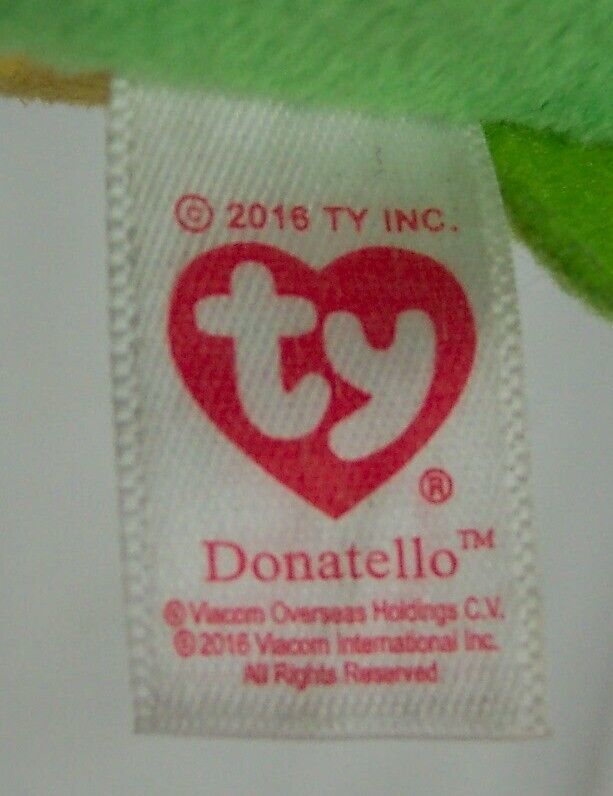 © 2016 TY INC.
ty
®
Donatello™
© Viacom Overseas Holdings C.V.
© 2016 Viacom International Inc.
All Rights Reserved